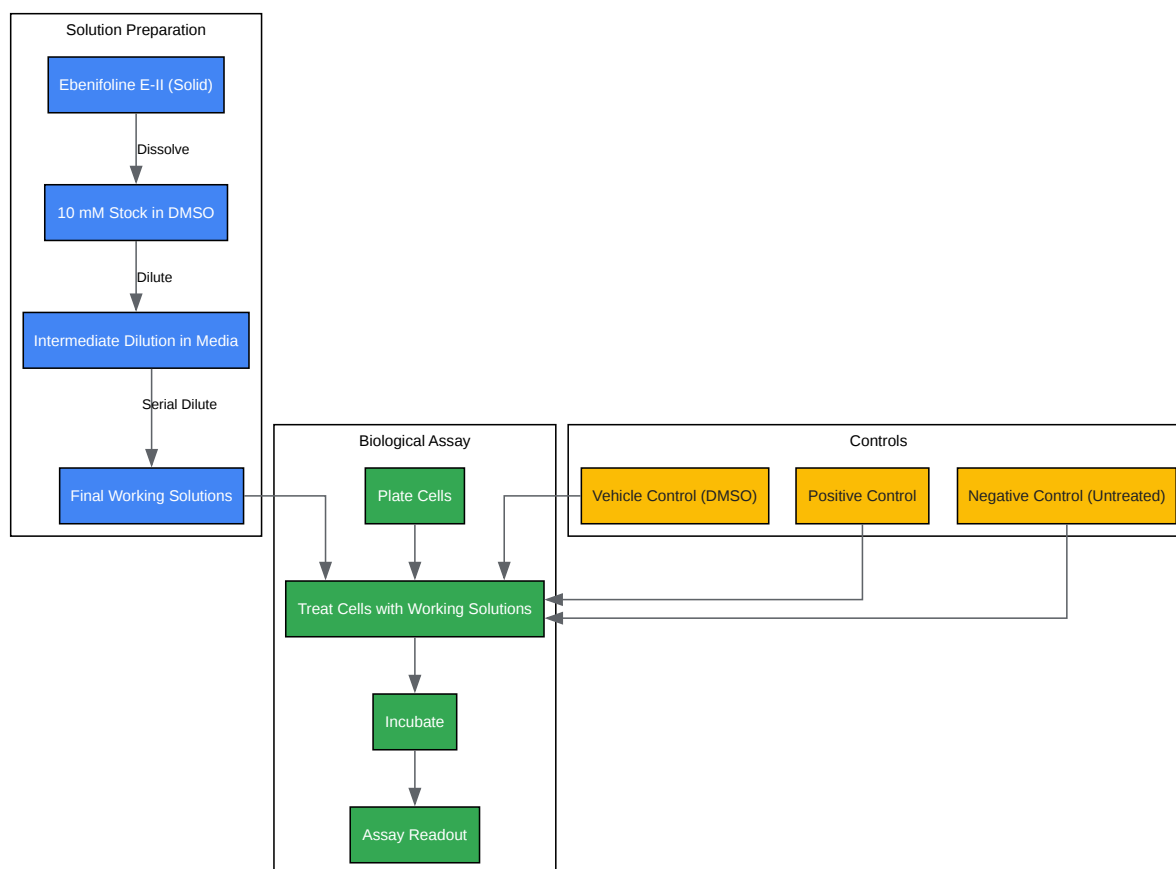 Solution Preparation
Ebenifoline E-II (Solid)
Dissolve
10 mM Stock in DMSO
Dilute
Intermediate Dilution in Media
Serial Dilute
Final Working Solutions
Biological Assay
Plate Cells
Treat Cells with Working Solutions
Incubate
Assay Readout
Controls
Vehicle Control (DMSO)
Positive Control
Negative Control (Untreated)